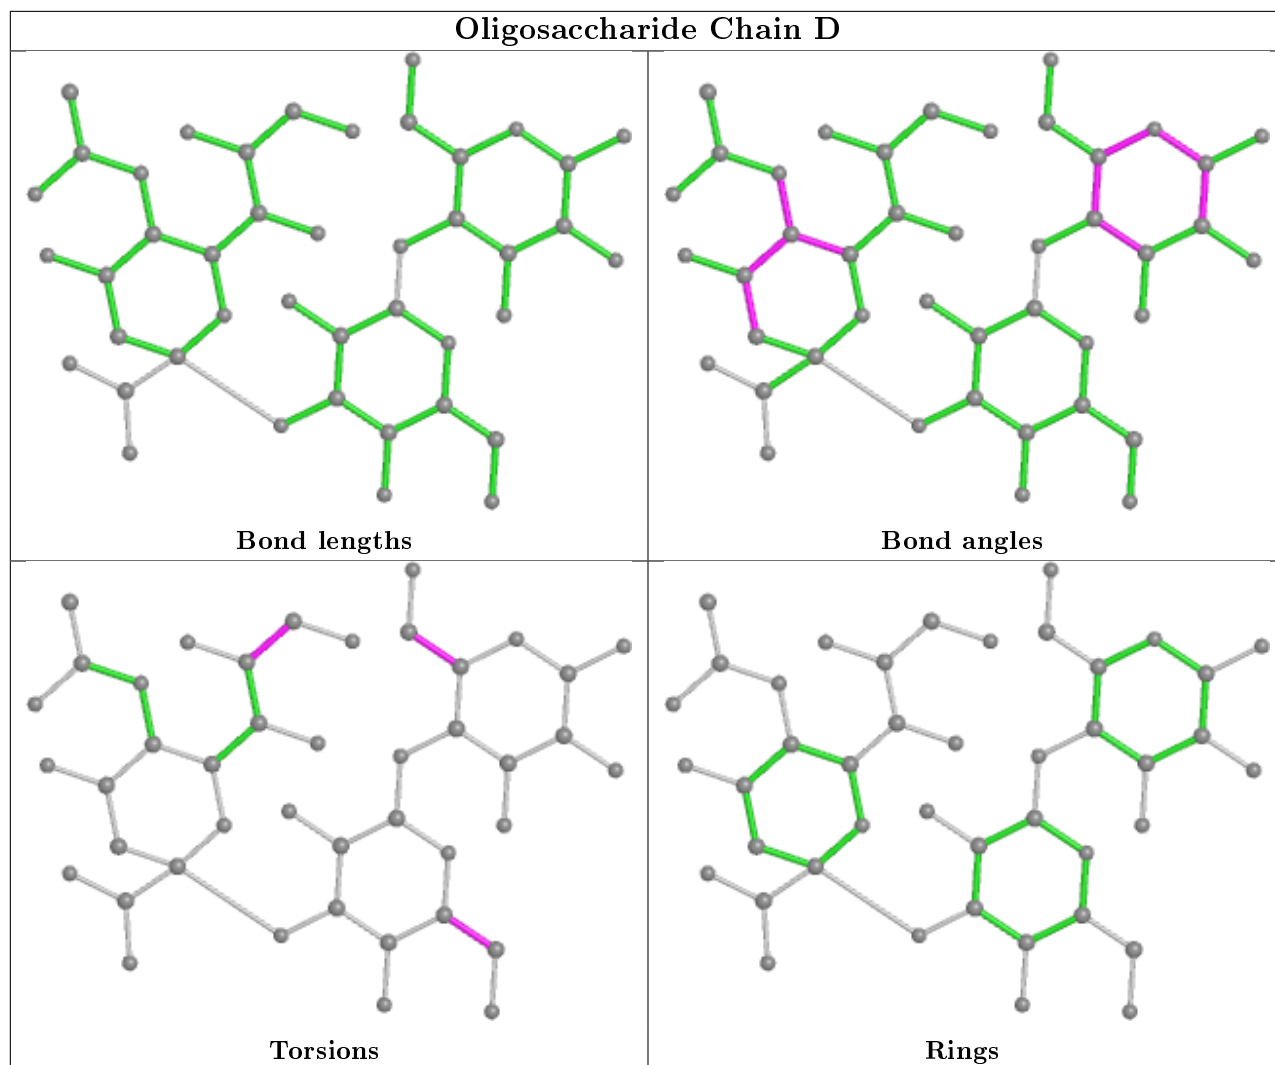 Oligosaccharide Chain D
Bond lengths
Bond angles
Torsions
Rings